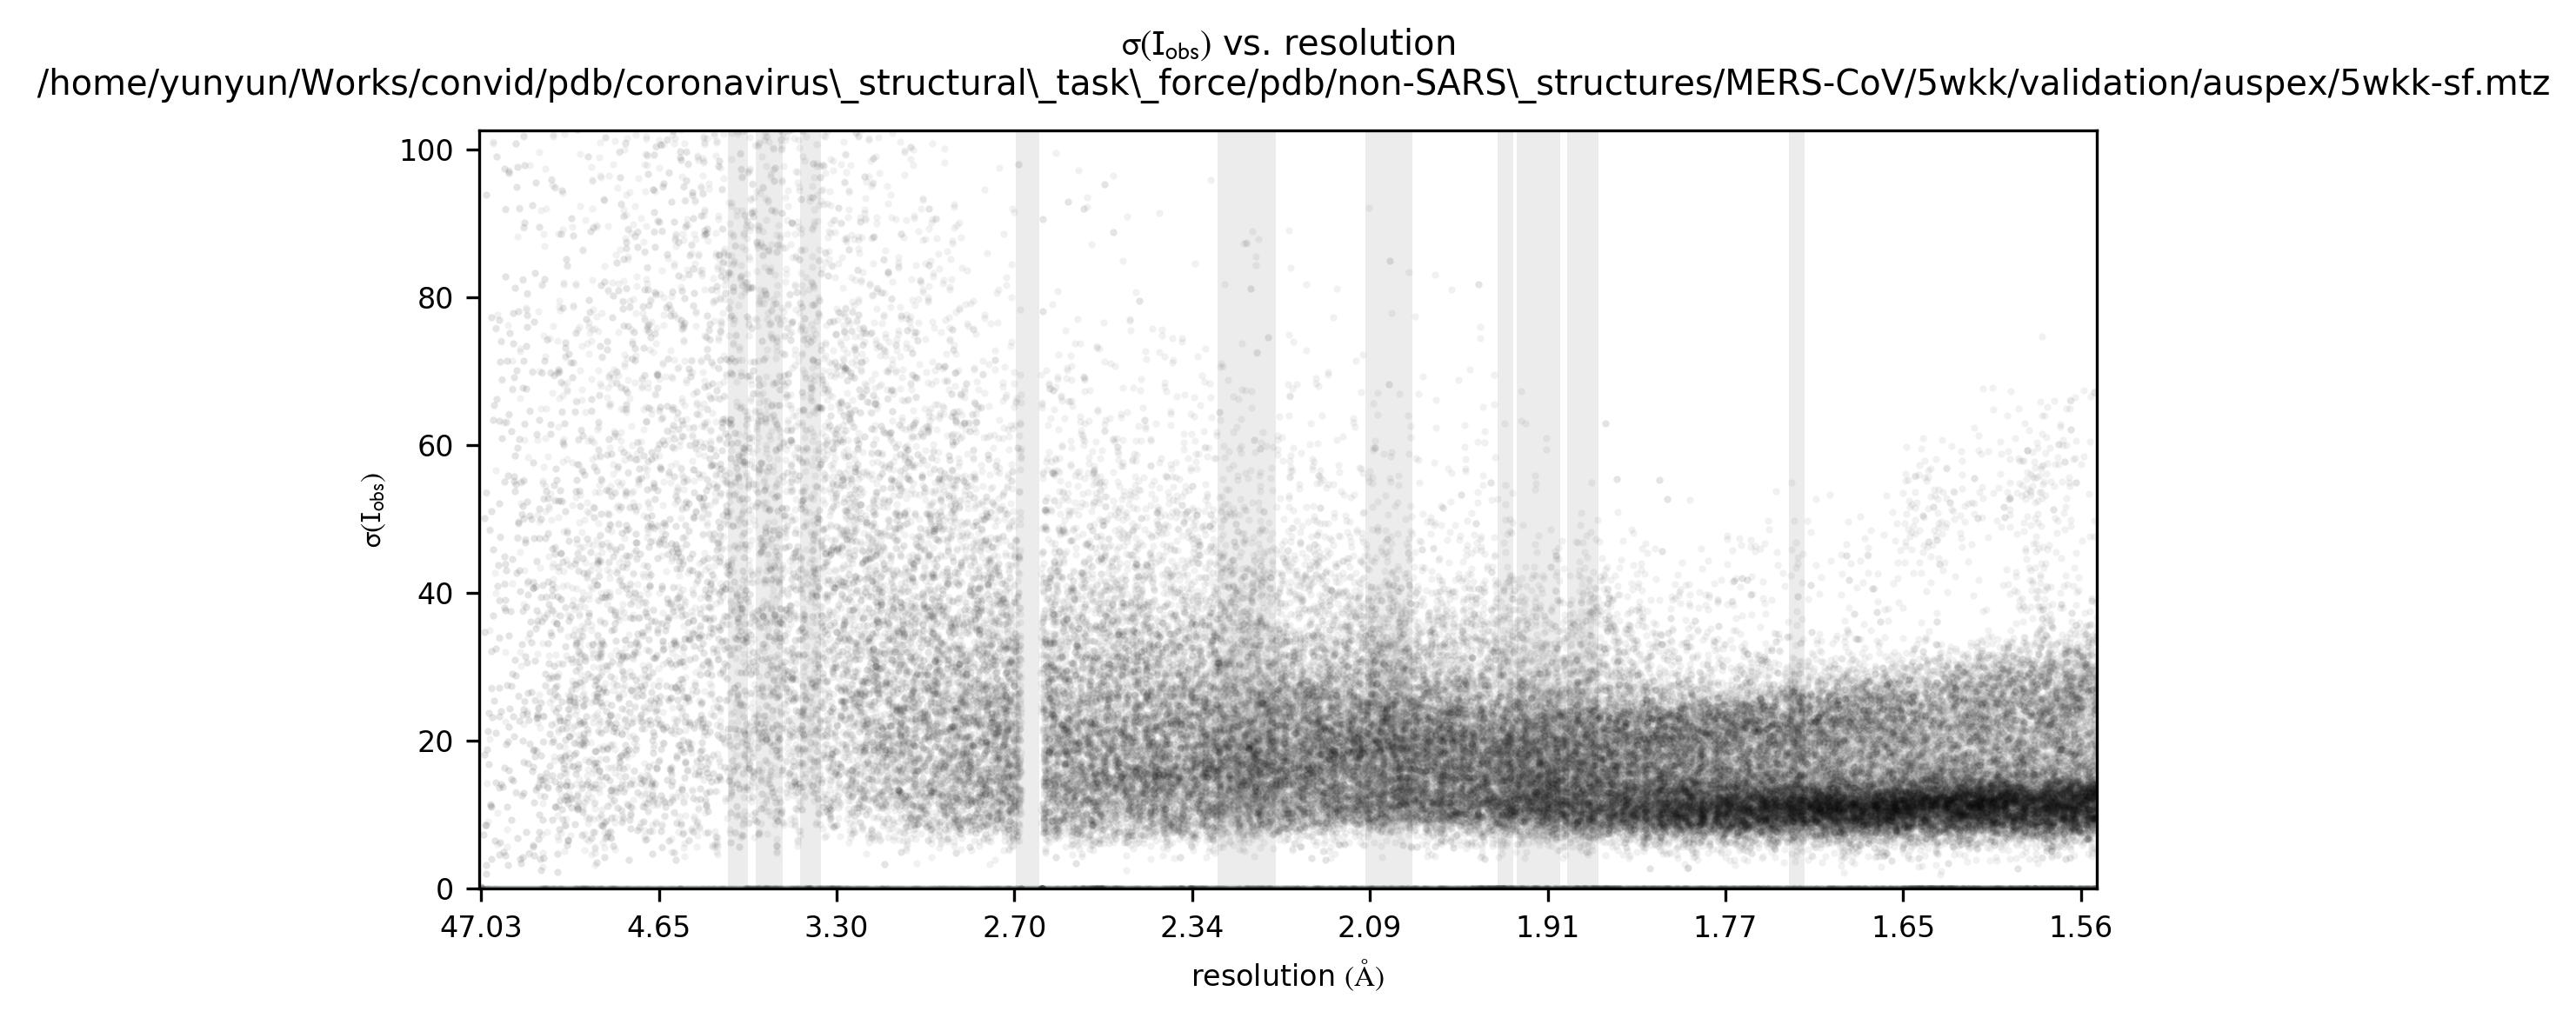 σ(I_obs) vs. resolution
/home/yunyun/Works/convid/pdb/coronavirus\_structural\_task\_force/pdb/non-SARS\_structures/MERS-CoV/5wkk/validation/auspex/5wkk-sf.mtz
100
80
60
40
20
0
σ(I_obs)
47.03 4.65 3.30 2.70 2.34 2.09 1.91 1.77 1.65 1.56
resolution (Å)